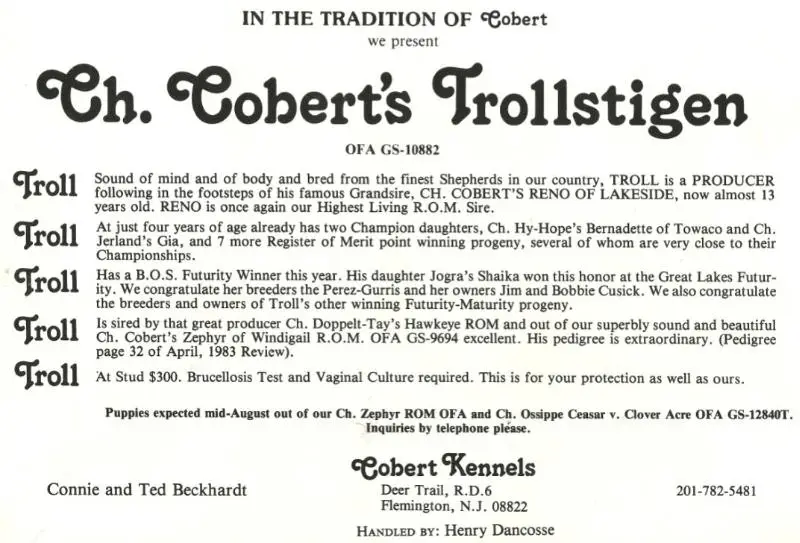 IN THE TRADITION OF Cobert
we present
Ch. Cobert's Trollstigen
OFA GS-10882
Troll Sound of mind and of body and bred from the finest Shepherds in our country, TROLL is a PRODUCER
following in the footsteps of his famous Grandsire, CH. COBERT'S RENO OF LAKESIDE, now almost 13
years old. RENO is once again our Highest Living R.O.M. Sire.
Troll At just four years of age already has two Champion daughters, Ch. Hy-Hope's Bernadette of Towaco and Ch.
Jerland's Gia, and 7 more Register of Merit point winning progeny, several of whom are very close to their
Championships.
Troll Has a B.O.S. Futurity Winner this year. His daughter Jogra's Shaika won this honor at the Great Lakes Futur-
ity. We congratulate her breeders the Perez-Gurris and her owners Jim and Bobbie Cusick. We also congratulate
the breeders and owners of Troll's other winning Futurity-Maturity progeny.
Troll Is sired by that great producer Ch. Doppelt-Tay's Hawkeye ROM and out of our superbly sound and beautiful
Ch. Cobert's Zephyr of Windigail R.O.M. OFA GS-9694 excellent. His pedigree is extraordinary. (Pedigree
page 32 of April, 1983 Review).
Troll At Stud $300. Brucellosis Test and Vaginal Culture required. This is for your protection as well as ours.
Puppies expected mid-August out of our Ch. Zephyr ROM OFA and Ch. Ossippe Ceasar v. Clover Acre OFA GS-12840T.
Inquiries by telephone please.
Cobert Kennels
Connie and Ted Beckhardt Deer Trail, R.D.6 201-782-5481
Flemington, N.J. 08822
HANDLED BY: Henry Dancosse